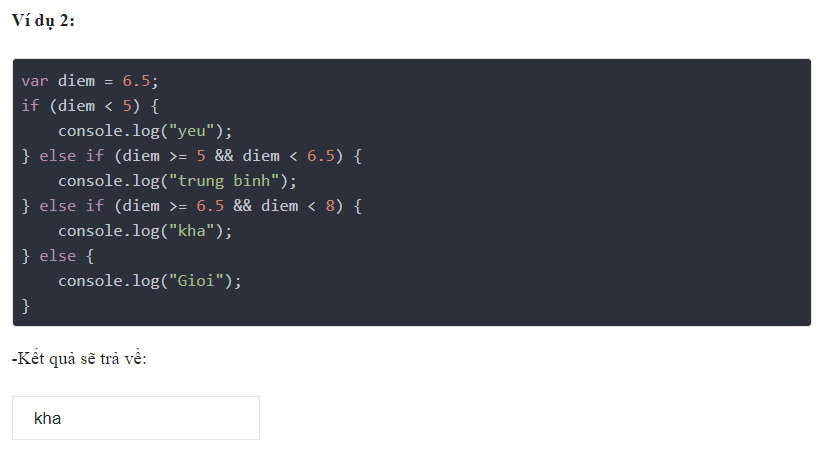 Ví dụ 2:
var diem = 6.5;
if (diem < 5) {
    console.log("yeu");
} else if (diem >= 5 && diem < 6.5) {
    console.log("trung binh");
} else if (diem >= 6.5 && diem < 8) {
    console.log("kha");
} else {
    console.log("Gioi");
}
-Kết quả sẽ trả về:
kha